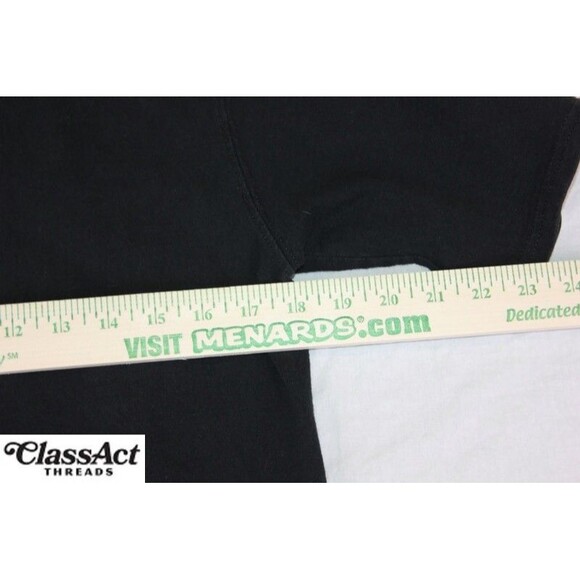 12 13 14 15 16 17 18 19 20 21 22 23 24
VISIT MENARDS®.com
Dedicated
SM
ClassAct
THREADS